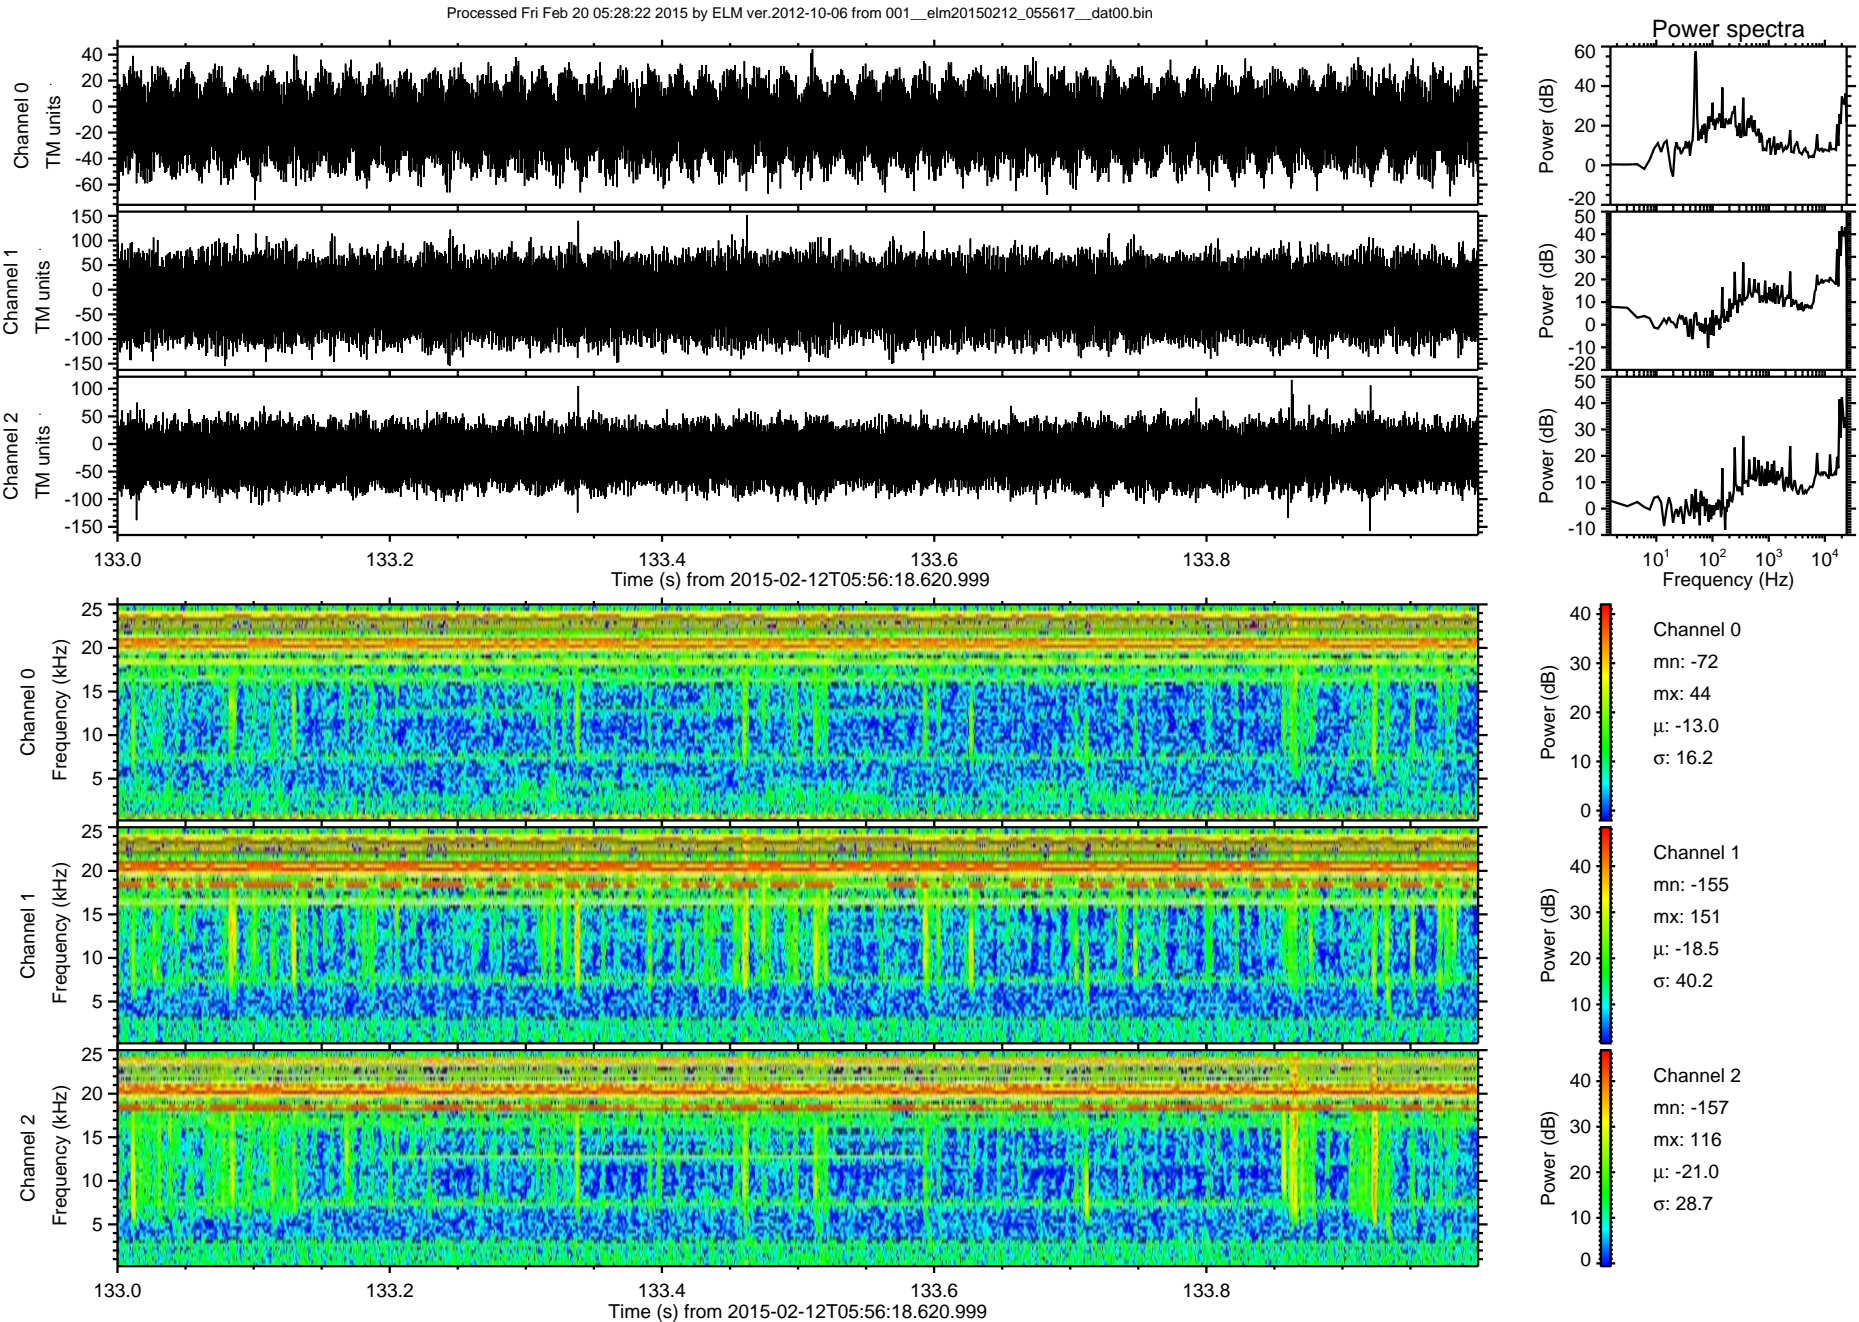 Processed Fri Feb 20 05:28:22 2015 by ELM ver.2012-10-06 from 001__elm20150212_055617__dat00.bin
Power spectra
Channel 0
TM units
40
20
0
-20
-40
-60
Power (dB)
60
40
20
0
-20
Channel 1
TM units
150
100
50
0
-50
-100
-150
Power (dB)
50
40
30
20
10
0
-10
-20
Channel 2
TM units
100
50
0
-50
-100
-150
Power (dB)
50
40
30
20
10
0
-10
133.0 133.2 133.4 133.6 133.8
Time (s) from 2015-02-12T05:56:18.620.999
10¹ 10² 10³ 10⁴
Frequency (Hz)
Channel 0
Frequency (kHz)
25
20
15
10
5
Power (dB)
40
30
20
10
0
Channel 0
mn: -72
mx: 44
μ: -13.0
σ: 16.2
Channel 1
Frequency (kHz)
25
20
15
10
5
Power (dB)
40
30
20
10
Channel 1
mn: -155
mx: 151
μ: -18.5
σ: 40.2
Channel 2
Frequency (kHz)
25
20
15
10
5
Power (dB)
40
30
20
10
0
Channel 2
mn: -157
mx: 116
μ: -21.0
σ: 28.7
133.0 133.2 133.4 133.6 133.8
Time (s) from 2015-02-12T05:56:18.620.999